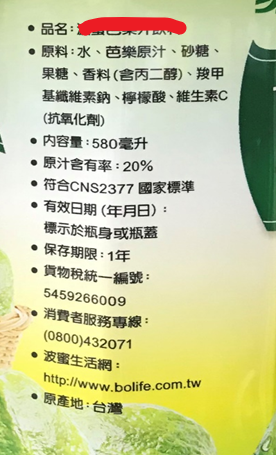 • 品名:
• 原料:水、芭樂原汁、砂糖、
果糖、香料(含丙二醇)、羧甲
基纖維素鈉、檸檬酸、維生素C
(抗氧化劑)
• 內容量:580毫升
• 原汁含有率:20%
• 符合CNS2377 國家標準
• 有效日期(年月日):
標示於瓶身或瓶蓋
• 保存期限:1年
• 貨物稅統一編號:
5459266009
• 消費者服務專線:
(0800)432071
• 波蜜生活網:
http://www.bolife.com.tw
• 原產地:台灣